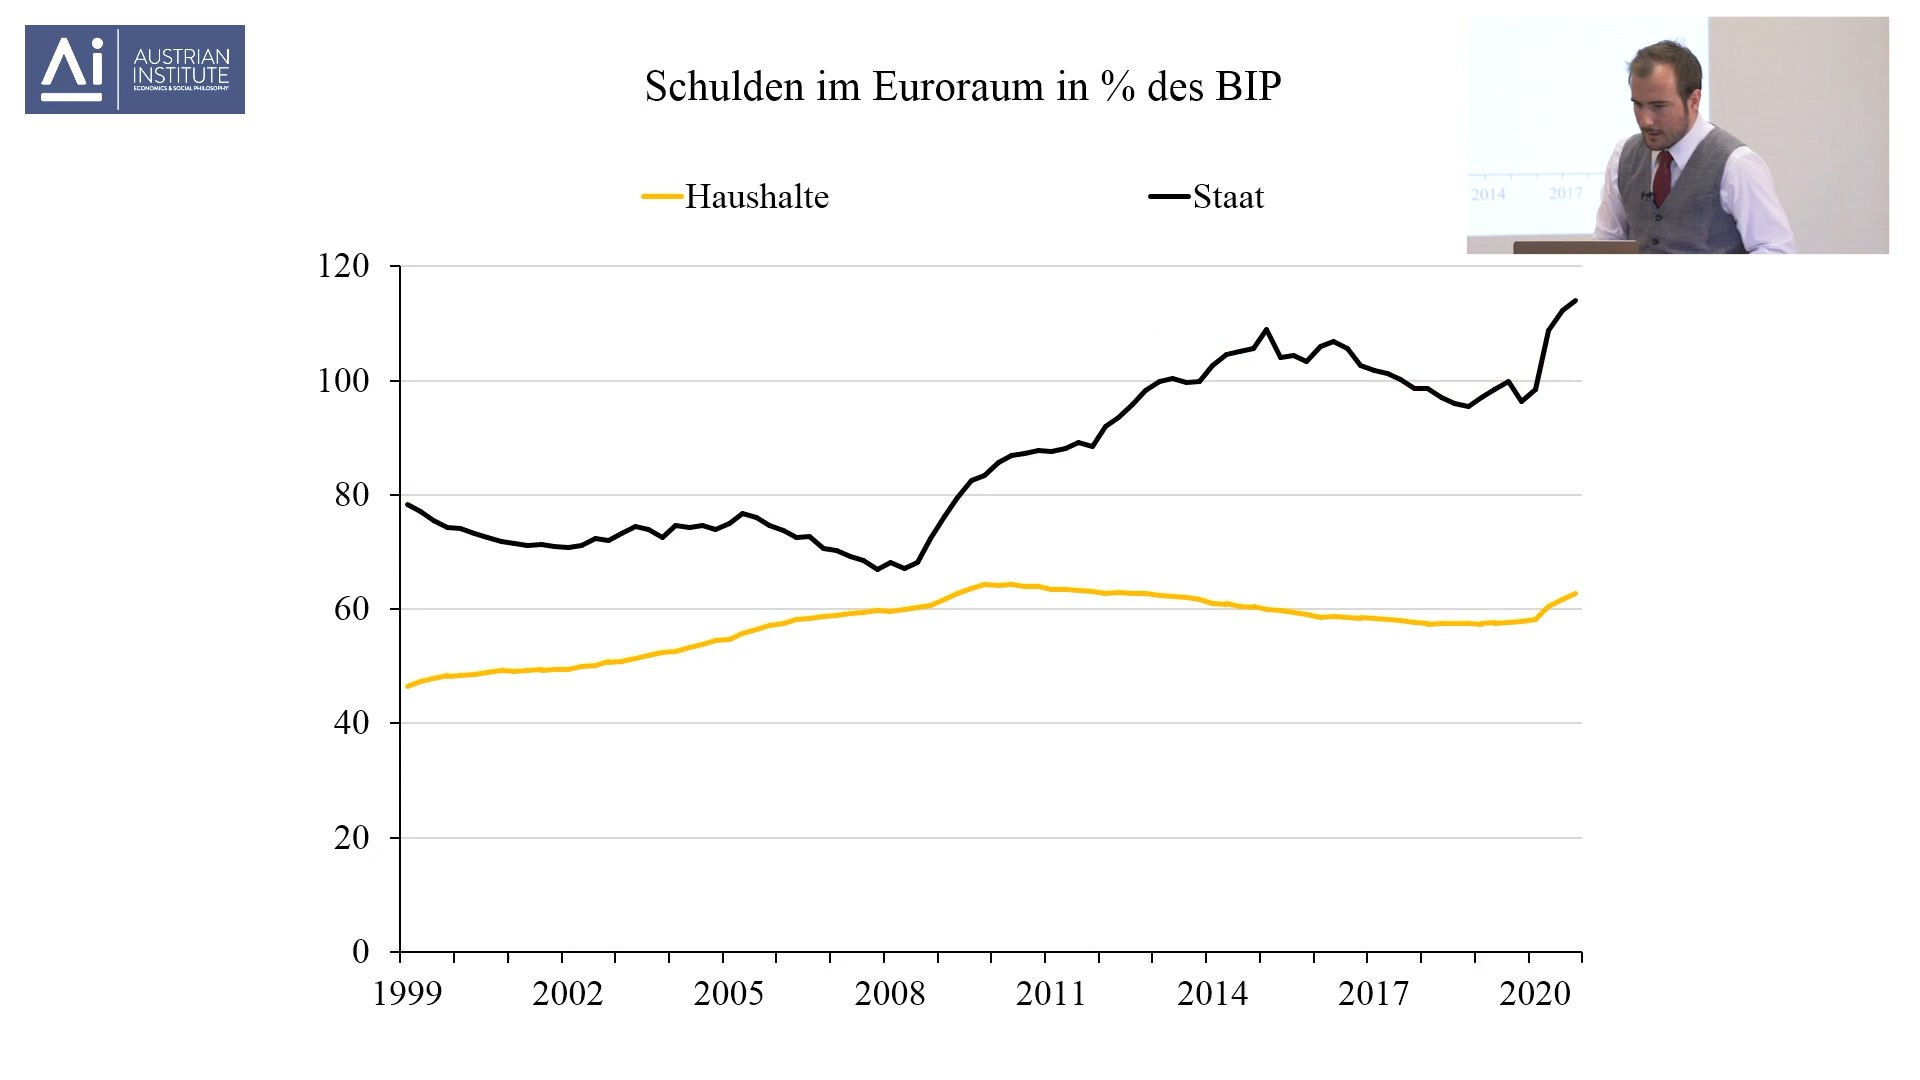 Ai
AUSTRIAN
INSTITUTE
ECONOMICS & SOCIAL PHILOSOPHY
Schulden im Euroraum in % des BIP
Haushalte
Staat
2014
2017
120
100
80
60
40
20
0
1999
2002
2005
2008
2011
2014
2017
2020